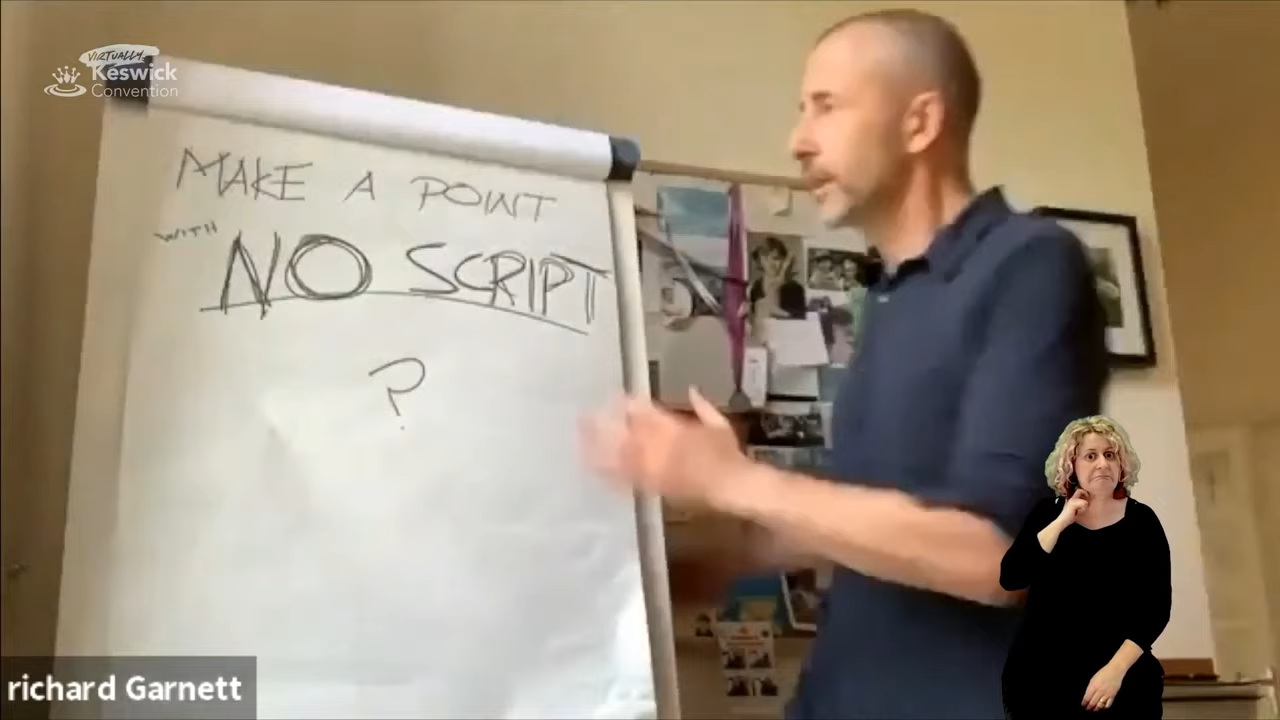 VIRTUALLY
Keswick
Convention
MAKE A POINT
WITH
NO SCRIPT
?
richard Garnett